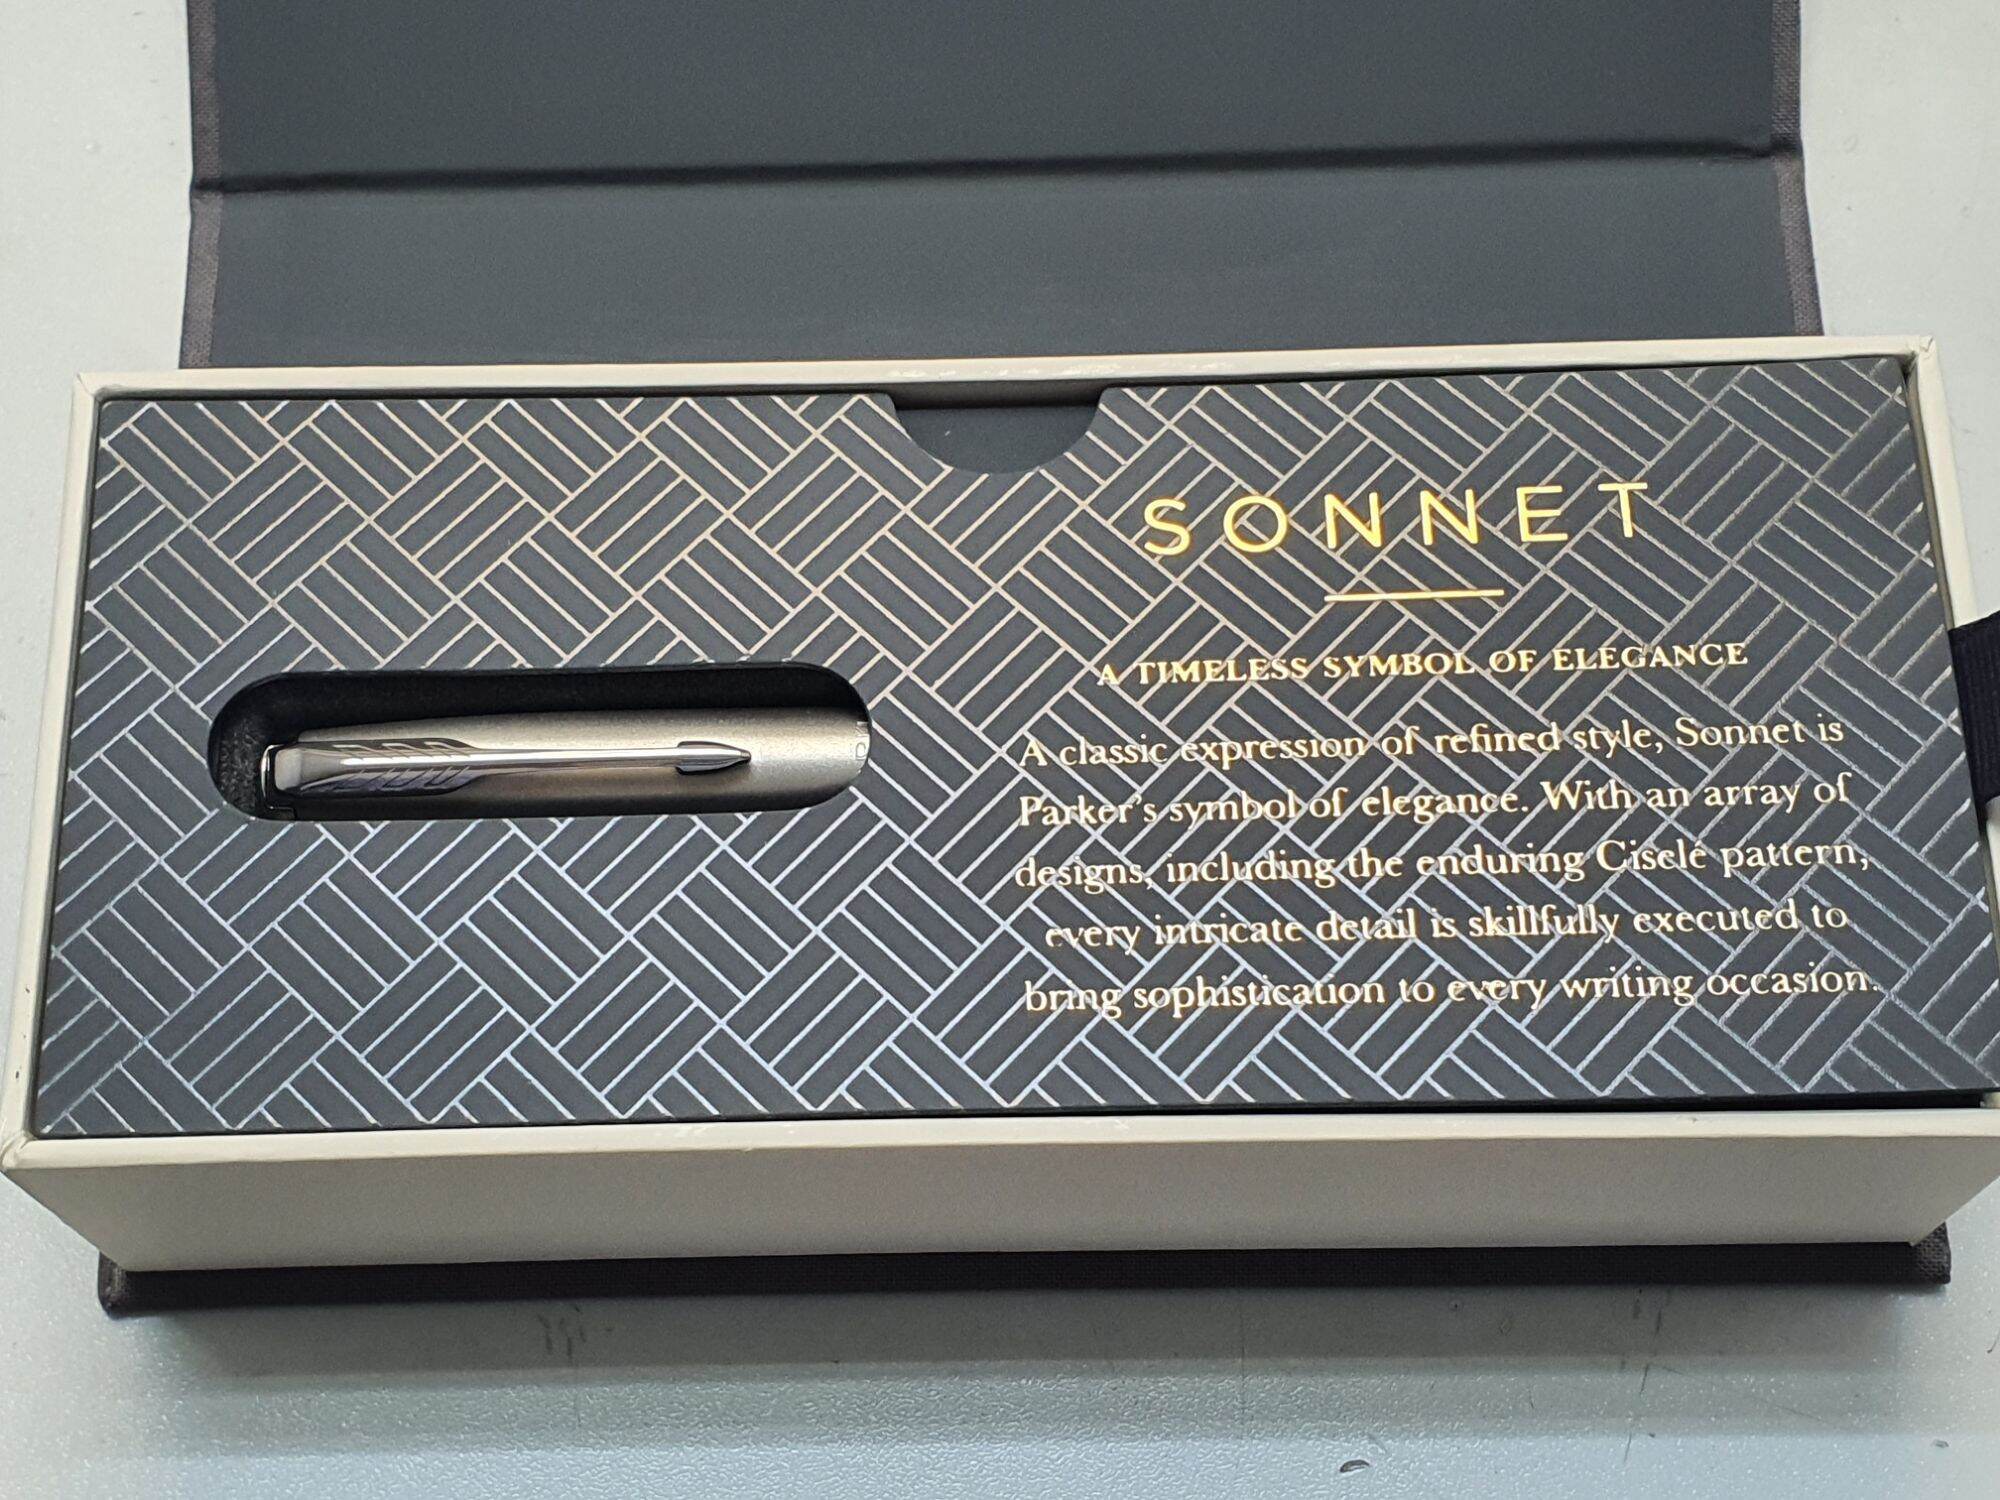 SONNET
A TIMELESS SYMBOL OF ELEGANCE
A classic expression of refined style, Sonnet is
Parker's symbol of elegance. With an array of
designs, including the enduring Ciselé pattern,
every intricate detail is skillfully executed to
bring sophistication to every writing occasion.